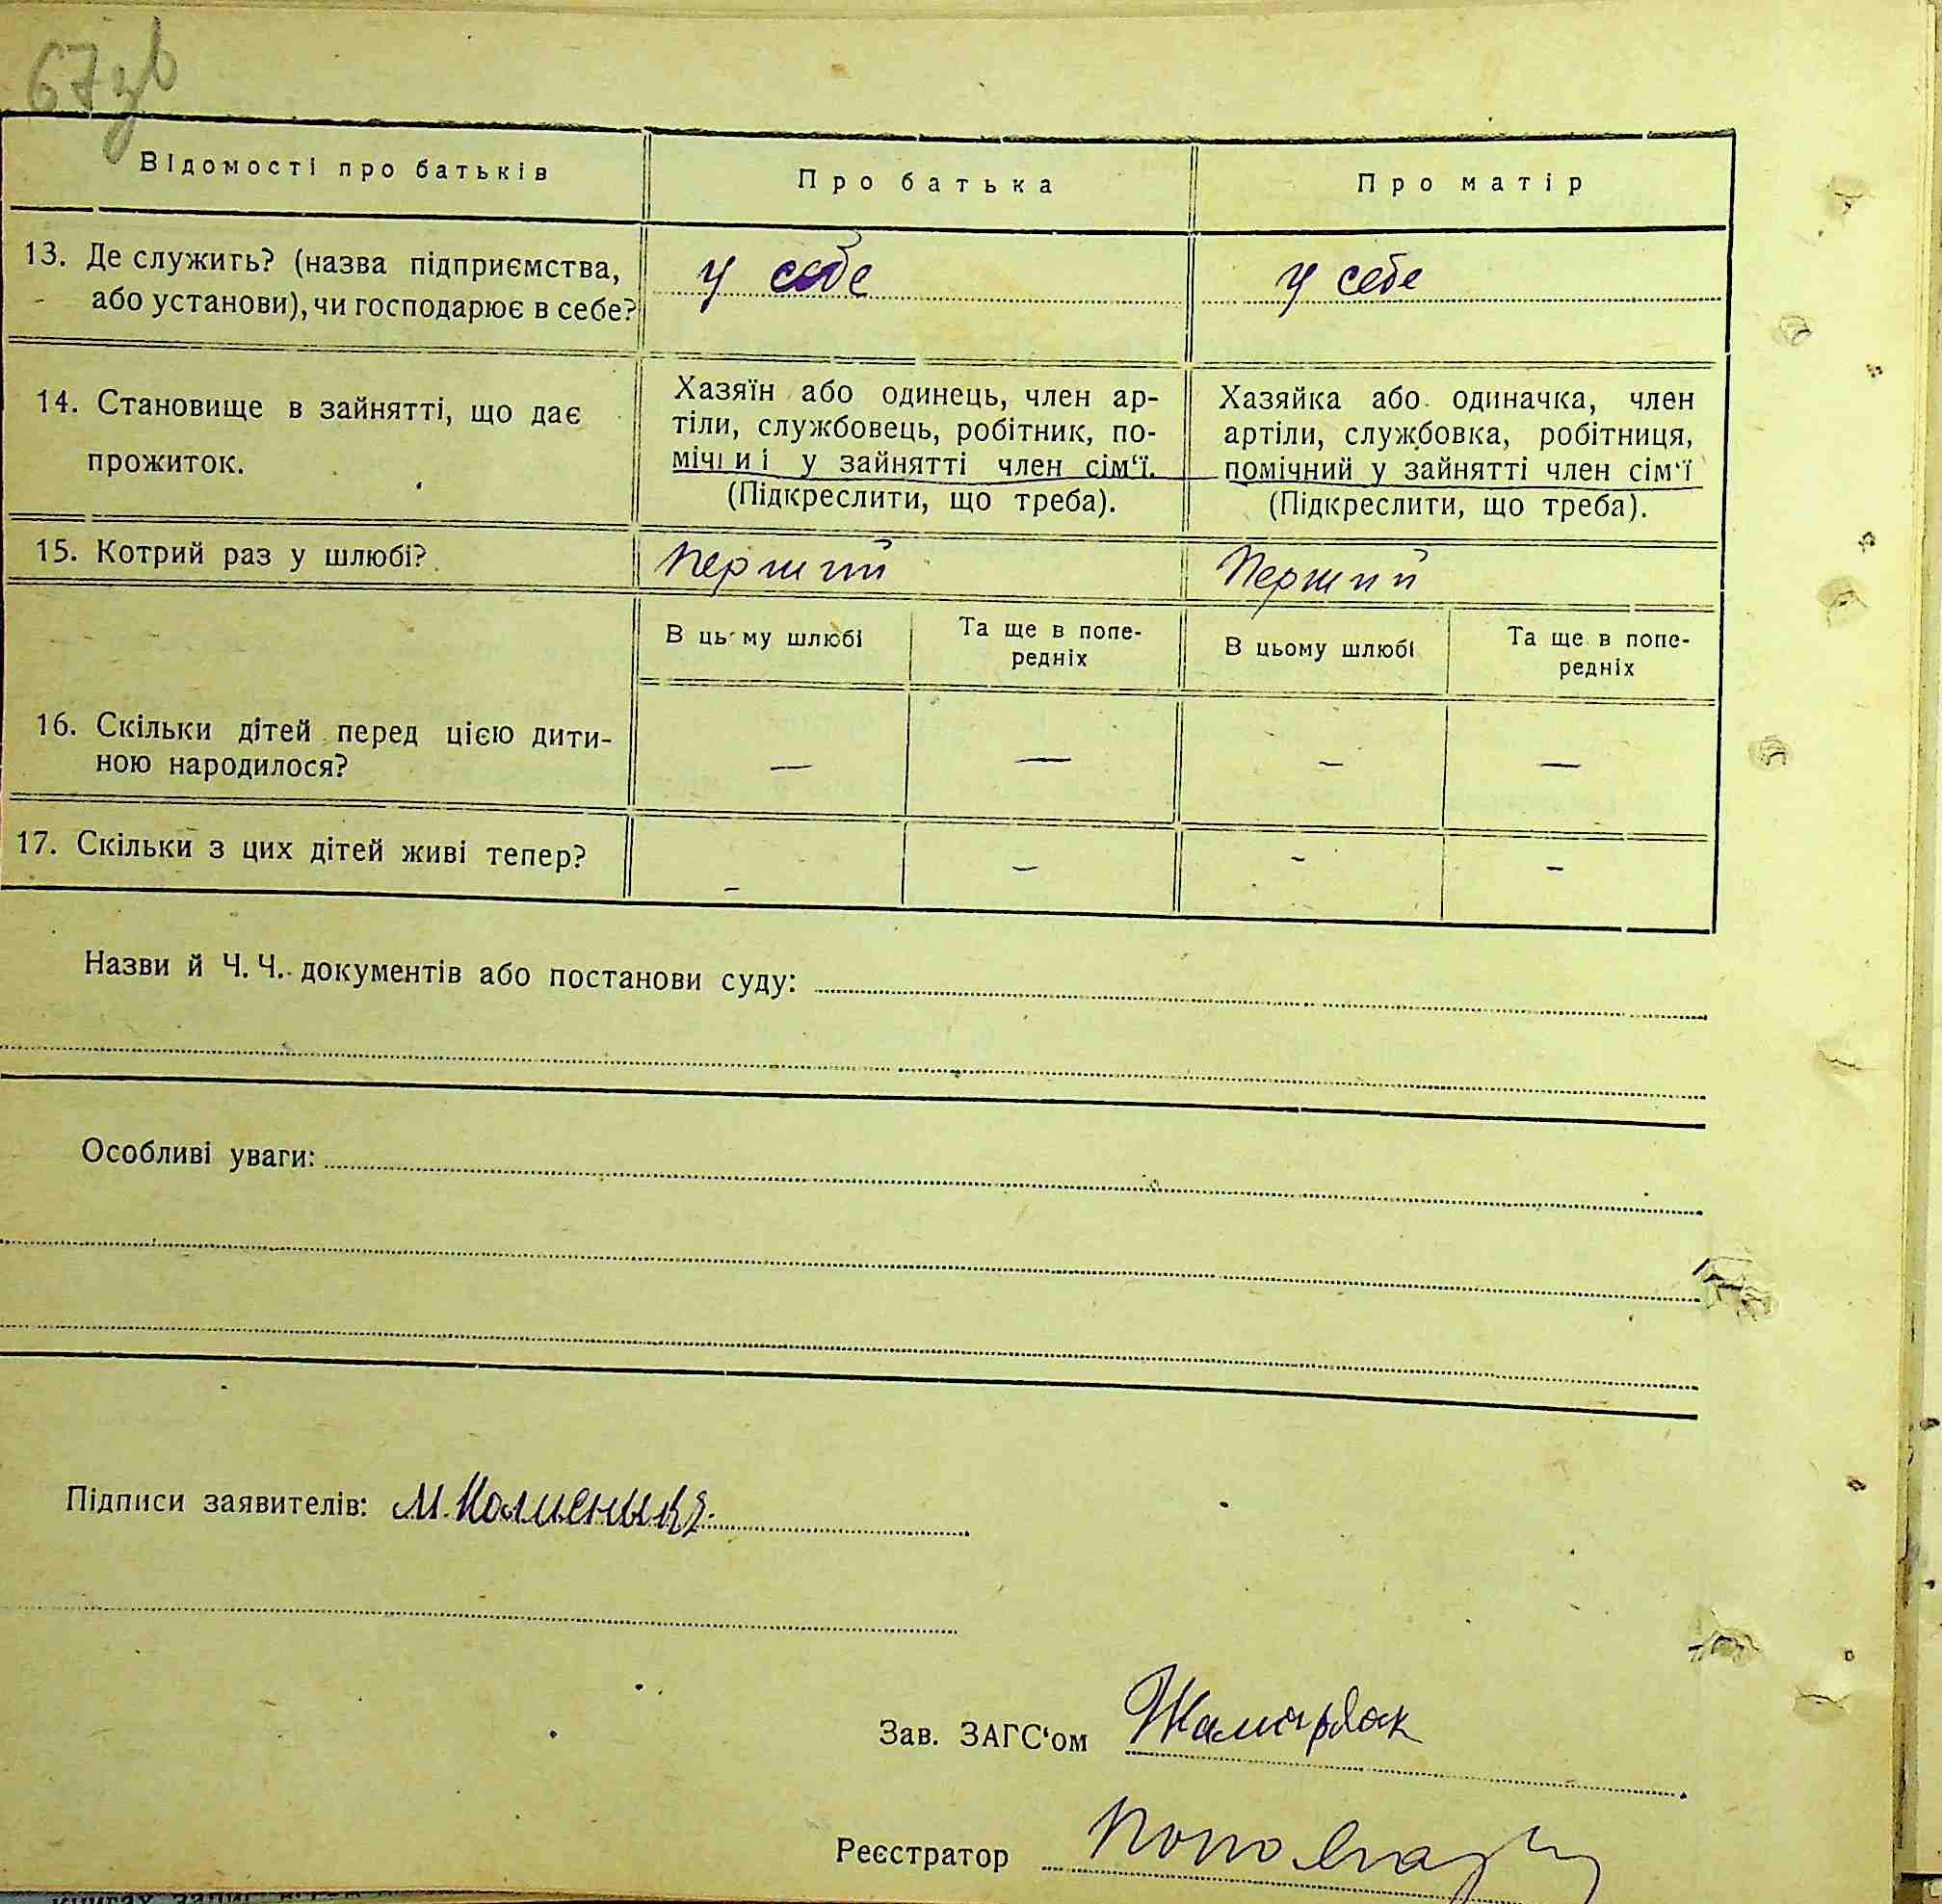 67зв
Відомості про батьків
Про батька
Про матір
13. Де служить? (назва підприємства,
або установи), чи господарює в себе?
у себе
у себе
14. Становище в зайнятті, що дає
прожиток.
Хазяїн або одинець, член ар-
тіли, службовець, робітник, по-
мічниі у зайнятті член сім‘ї.
(Підкреслити, що треба).
Хазяйка або одиначка, член
артіли, службовка, робітниця,
помічний у зайнятті член сім‘ї
(Підкреслити, що треба).
15. Котрий раз у шлюбі?
Перший
Перший
В цьому шлюбі
Та ще в попе-
редніх
В цьому шлюбі
Та ще в попе-
редніх
16. Скільки дітей перед цією дити-
ною народилося?
— — – —
17. Скільки з цих дітей живі тепер?
– – – –
Назви й Ч. Ч. документів або постанови суду:
Особливі уваги:
Підписи заявителів: М.
Зав. ЗАГС‘ом
Реєстратор